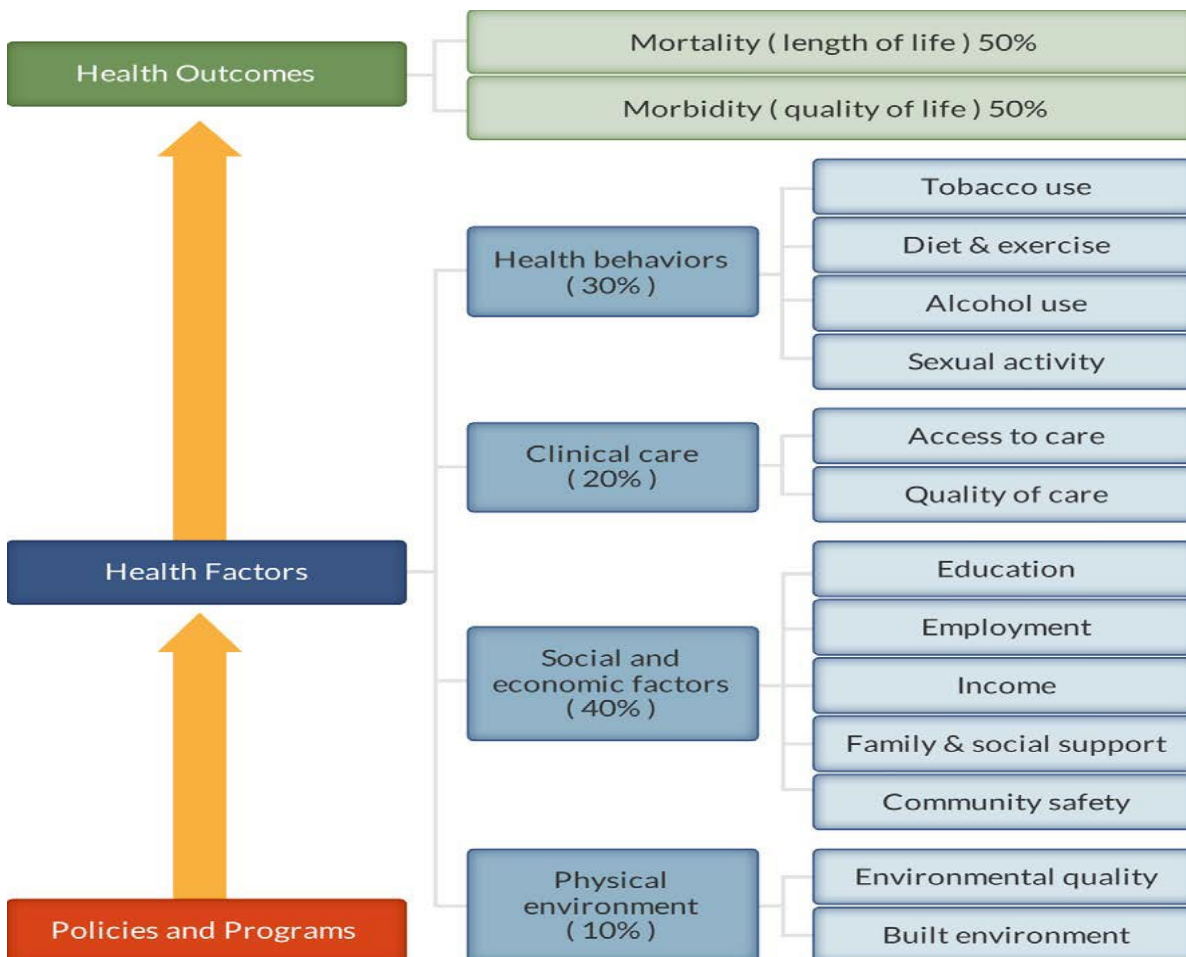 Health Outcomes
Mortality ( length of life ) 50%
Morbidity ( quality of life ) 50%
Tobacco use
Health behaviors
( 30% )
Diet & exercise
Alcohol use
Sexual activity
Clinical care
( 20% )
Access to care
Quality of care
Health Factors
Social and
economic factors
( 40% )
Education
Employment
Income
Family & social support
Community safety
Physical
environment
( 10% )
Environmental quality
Built environment
Policies and Programs